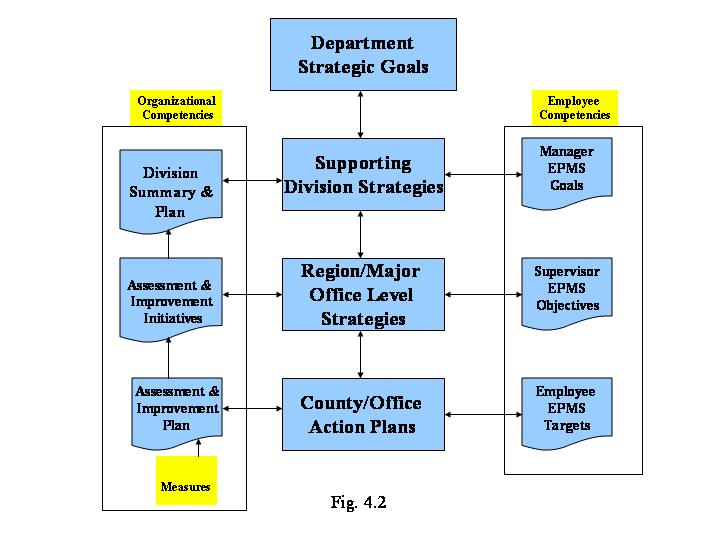 Department
Strategic Goals
Organizational
Competencies
Employee
Competencies
Division
Summary &
Plan
Supporting
Division Strategies
Manager
EPMS
Goals
Assessment &
Improvement
Initiatives
Region/Major
Office Level
Strategies
Supervisor
EPMS
Objectives
Assessment &
Improvement
Plan
County/Office
Action Plans
Employee
EPMS
Targets
Measures
Fig. 4.2